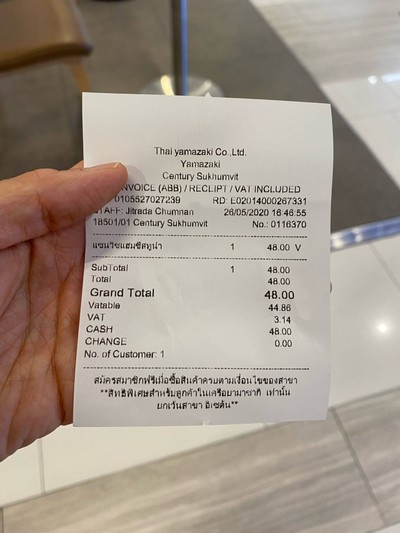 Thai yamazaki Co.,Ltd.
Yamazaki
Century Sukhumvit
NVOICE (ABB) / RECEIPT / VAT INCLUDED
0105527027239 RD: E02014000267331
STAFF: Jitrada Chumnan 26/05/2020 16:46:55
18501/01 Century Sukhumvit No.: 0116370
แซนวิชแฮมชีสทูน่า 1 48.00 V
SubTotal 1 48.00
Total 48.00
Grand Total 48.00
Vatable 44.86
VAT 3.14
CASH 48.00
CHANGE 0.00
No. of Customer: 1
สมัครสมาชิกฟรีเมื่อซื้อสินค้าครบตามเงื่อนไขของสาขา
**สิทธิพิเศษสำหรับลูกค้าในเครือยามาซากิ เท่านั้น
ยกเว้นสาขา อิเซตัน**